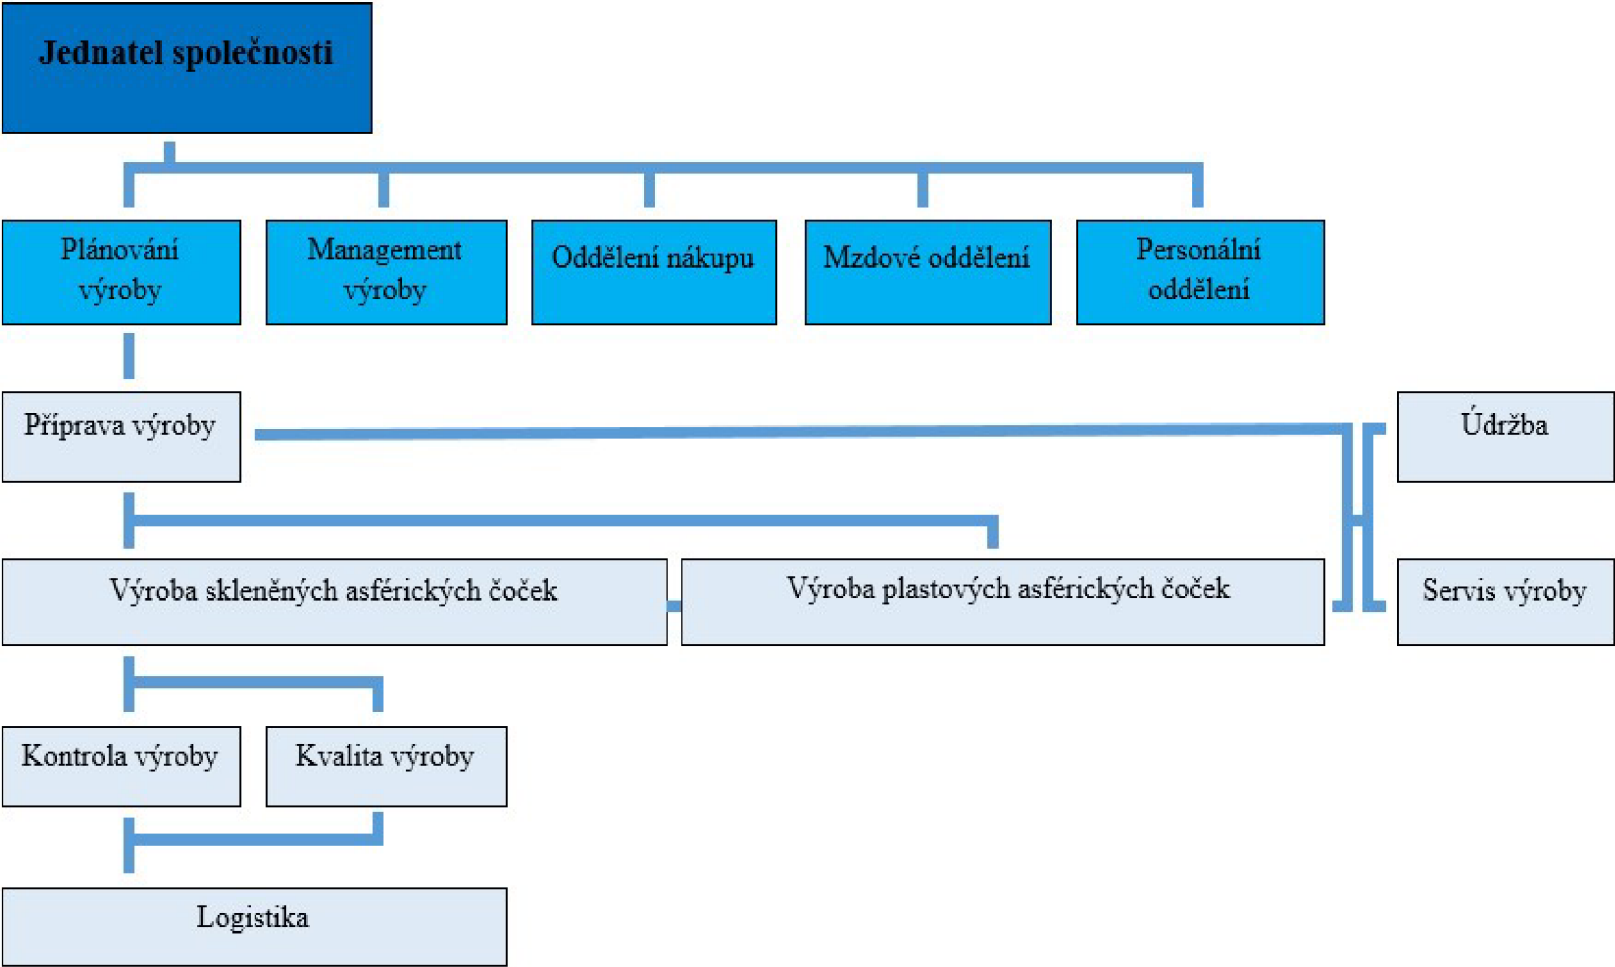 Jednatel společnosti
Plánování
výroby
Management
výroby
Oddělení nákupu
Mzdové oddělení
Personální
oddělení
Příprava výroby
Údržba
Výroba skleněných asférických čoček
Výroba plastových asférických čoček
Servis výroby
Kontrola výroby
Kvalita výroby
Logistika